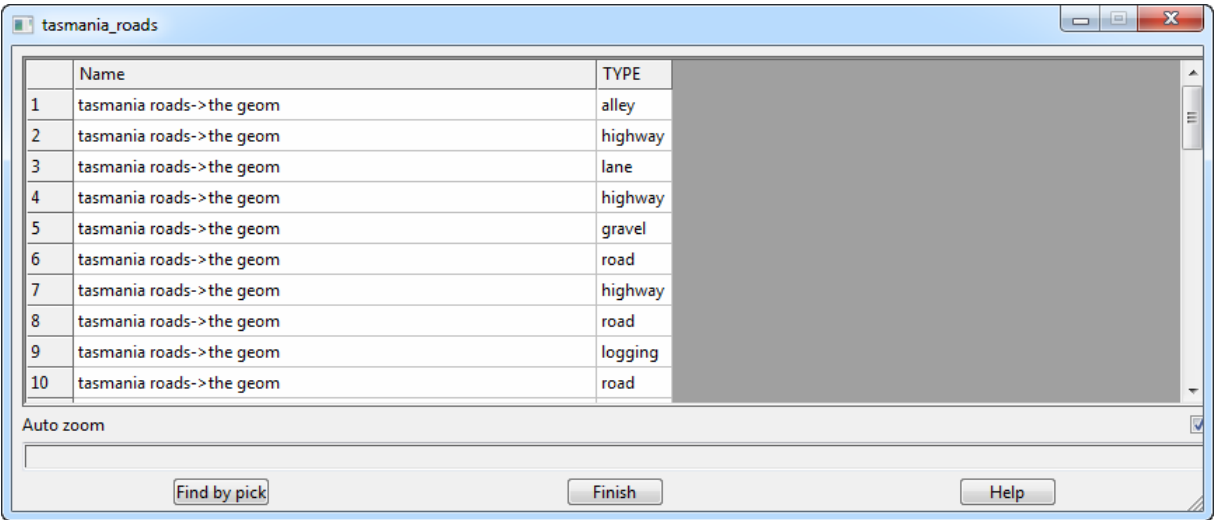 tasmania_roads
Name TYPE
1 tasmania roads->the geom alley
2 tasmania roads->the geom highway
3 tasmania roads->the geom lane
4 tasmania roads->the geom highway
5 tasmania roads->the geom gravel
6 tasmania roads->the geom road
7 tasmania roads->the geom highway
8 tasmania roads->the geom road
9 tasmania roads->the geom logging
10 tasmania roads->the geom road
Auto zoom
Find by pick Finish Help